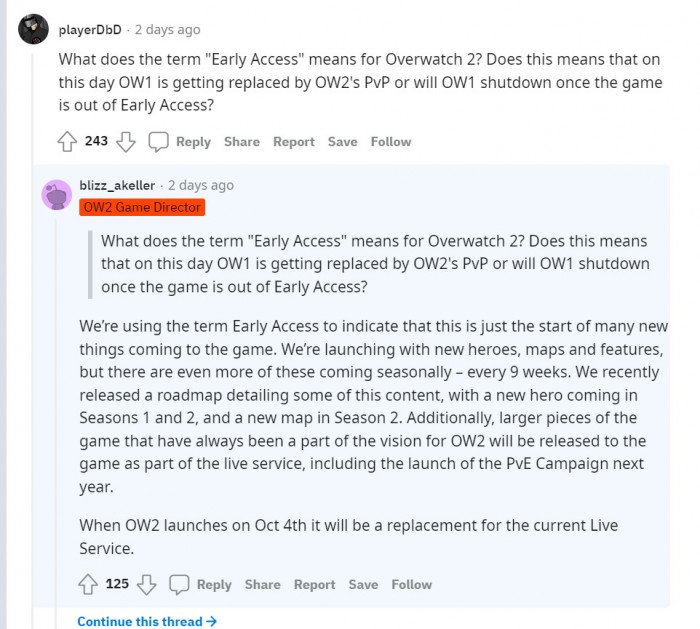 playerDbD · 2 days ago
What does the term "Early Access" means for Overwatch 2? Does this means that on
this day OW1 is getting replaced by OW2's PvP or will OW1 shutdown once the game
is out of Early Access?
243 Reply Share Report Save Follow
blizz_akeller · 2 days ago
OW2 Game Director
What does the term "Early Access" means for Overwatch 2? Does this means
that on this day OW1 is getting replaced by OW2's PvP or will OW1 shutdown
once the game is out of Early Access?
We’re using the term Early Access to indicate that this is just the start of many new
things coming to the game. We’re launching with new heroes, maps and features,
but there are even more of these coming seasonally – every 9 weeks. We recently
released a roadmap detailing some of this content, with a new hero coming in
Seasons 1 and 2, and a new map in Season 2. Additionally, larger pieces of the
game that have always been a part of the vision for OW2 will be released to the
game as part of the live service, including the launch of the PvE Campaign next
year.
When OW2 launches on Oct 4th it will be a replacement for the current Live
Service.
125 Reply Share Report Save Follow
Continue this thread →